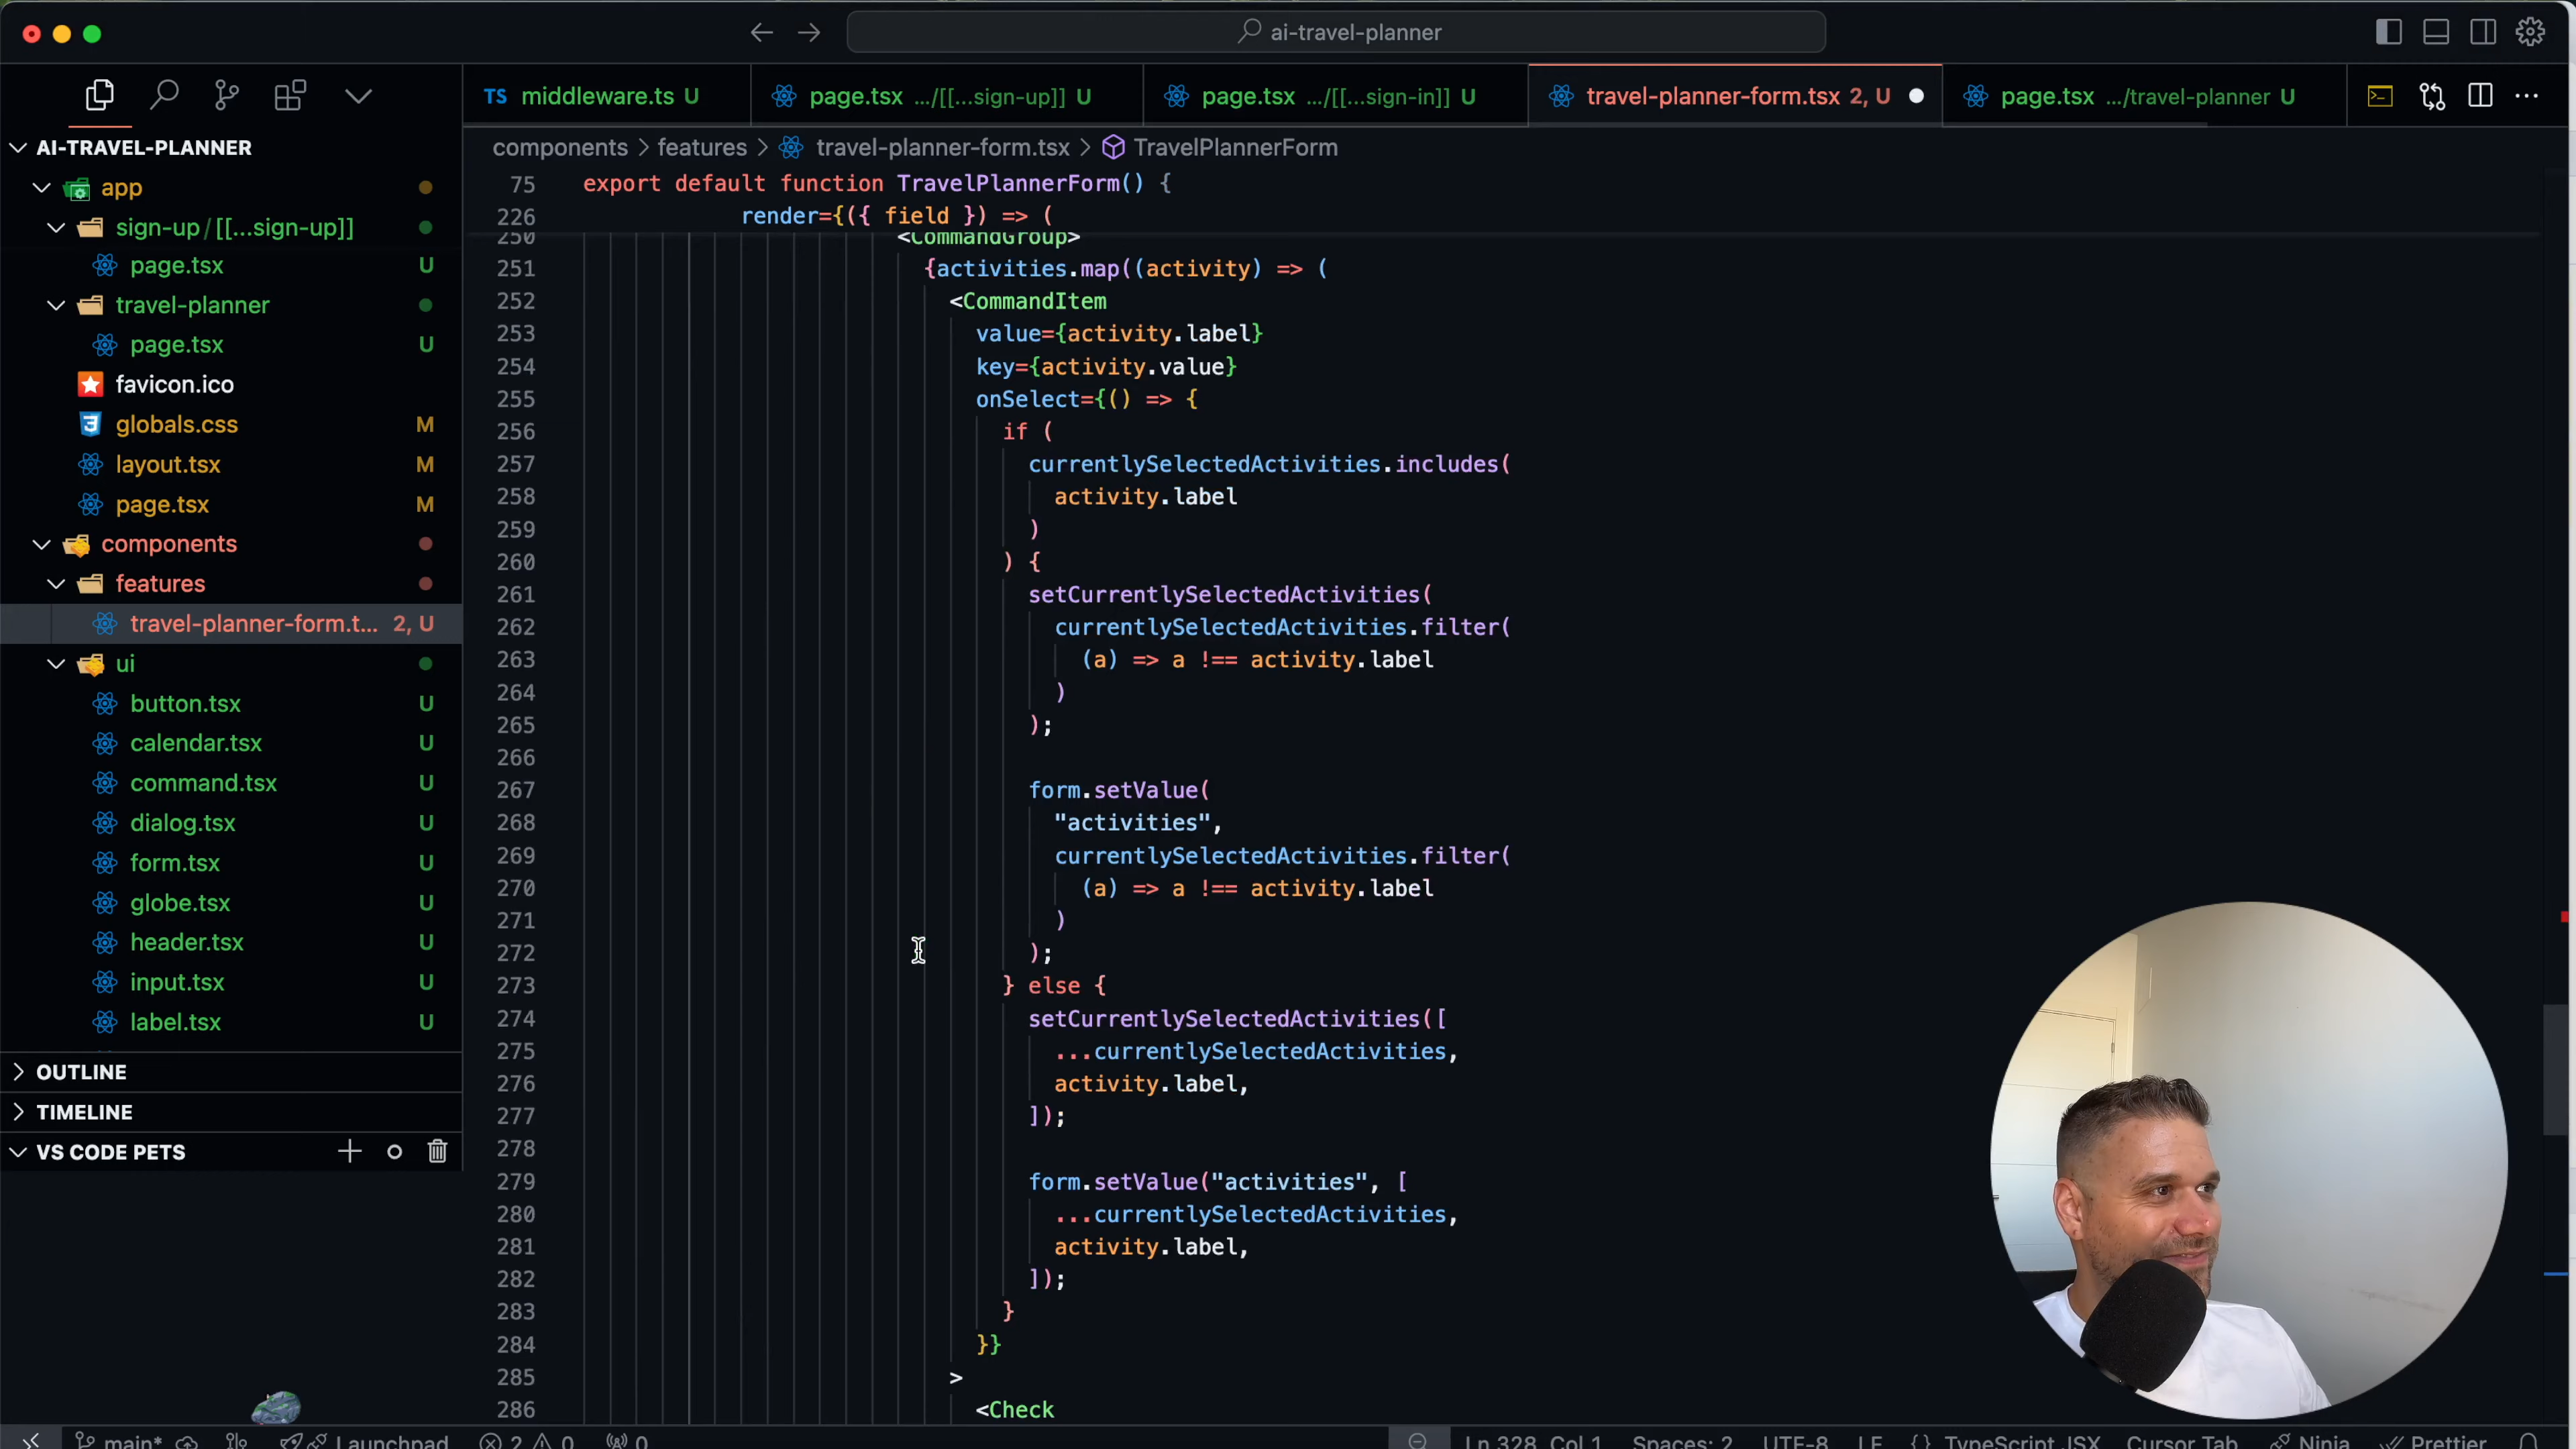 ai-travel-planner
TS middleware.ts U
page.tsx .../[[...sign-up]] U
page.tsx .../[[...sign-in]] U
travel-planner-form.tsx 2, U
page.tsx .../travel-planner U
components > features > travel-planner-form.tsx > TravelPlannerForm
AI-TRAVEL-PLANNER
app
sign-up/[[...sign-up]]
page.tsx U
travel-planner
page.tsx U
favicon.ico
globals.css M
layout.tsx M
page.tsx M
components
features
travel-planner-form.t... 2, U
ui
button.tsx U
calendar.tsx U
command.tsx U
dialog.tsx U
form.tsx U
globe.tsx U
header.tsx U
input.tsx U
label.tsx U
OUTLINE
TIMELINE
VS CODE PETS
75 export default function TravelPlannerForm() {
226 render={({ field }) => (
250 <CommandGroup>
251 {activities.map((activity) => (
252 <CommandItem
253 value={activity.label}
254 key={activity.value}
255 onSelect={() => {
256 if (
257 currentlySelectedActivities.includes(
258 activity.label
259 )
260 ) {
261 setCurrentlySelectedActivities(
262 currentlySelectedActivities.filter(
263 (a) => a !== activity.label
264 )
265 );
266
267 form.setValue(
268 "activities",
269 currentlySelectedActivities.filter(
270 (a) => a !== activity.label
271 )
272 );
273 } else {
274 setCurrentlySelectedActivities([
275 ...currentlySelectedActivities,
276 activity.label,
277 ]);
278
279 form.setValue("activities", [
280 ...currentlySelectedActivities,
281 activity.label,
282 ]);
283 }
284 }}
285 >
286 <Check
main* Launchpad 2 0 0 Ln 328, Col 1 Spaces: 2 UTF-8 LF {} TypeScript JSX Cursor Tab Ninja Prettier